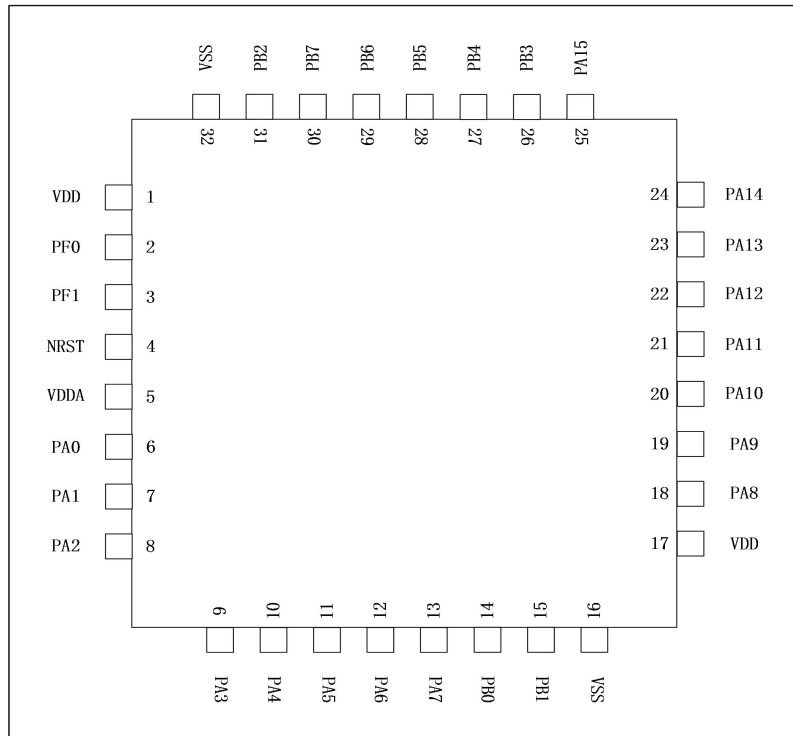 VSS PB2 PB7 PB6 PB5 PB4 PB3 PA15
32 31 30 29 28 27 26 25
VDD 1 24 PA14
PF0 2 23 PA13
PF1 3 22 PA12
NRST 4 21 PA11
VDDA 5 20 PA10
PA0 6 19 PA9
PA1 7 18 PA8
PA2 8 17 VDD
9 10 11 12 13 14 15 16
PA3 PA4 PA5 PA6 PA7 PB0 PB1 VSS